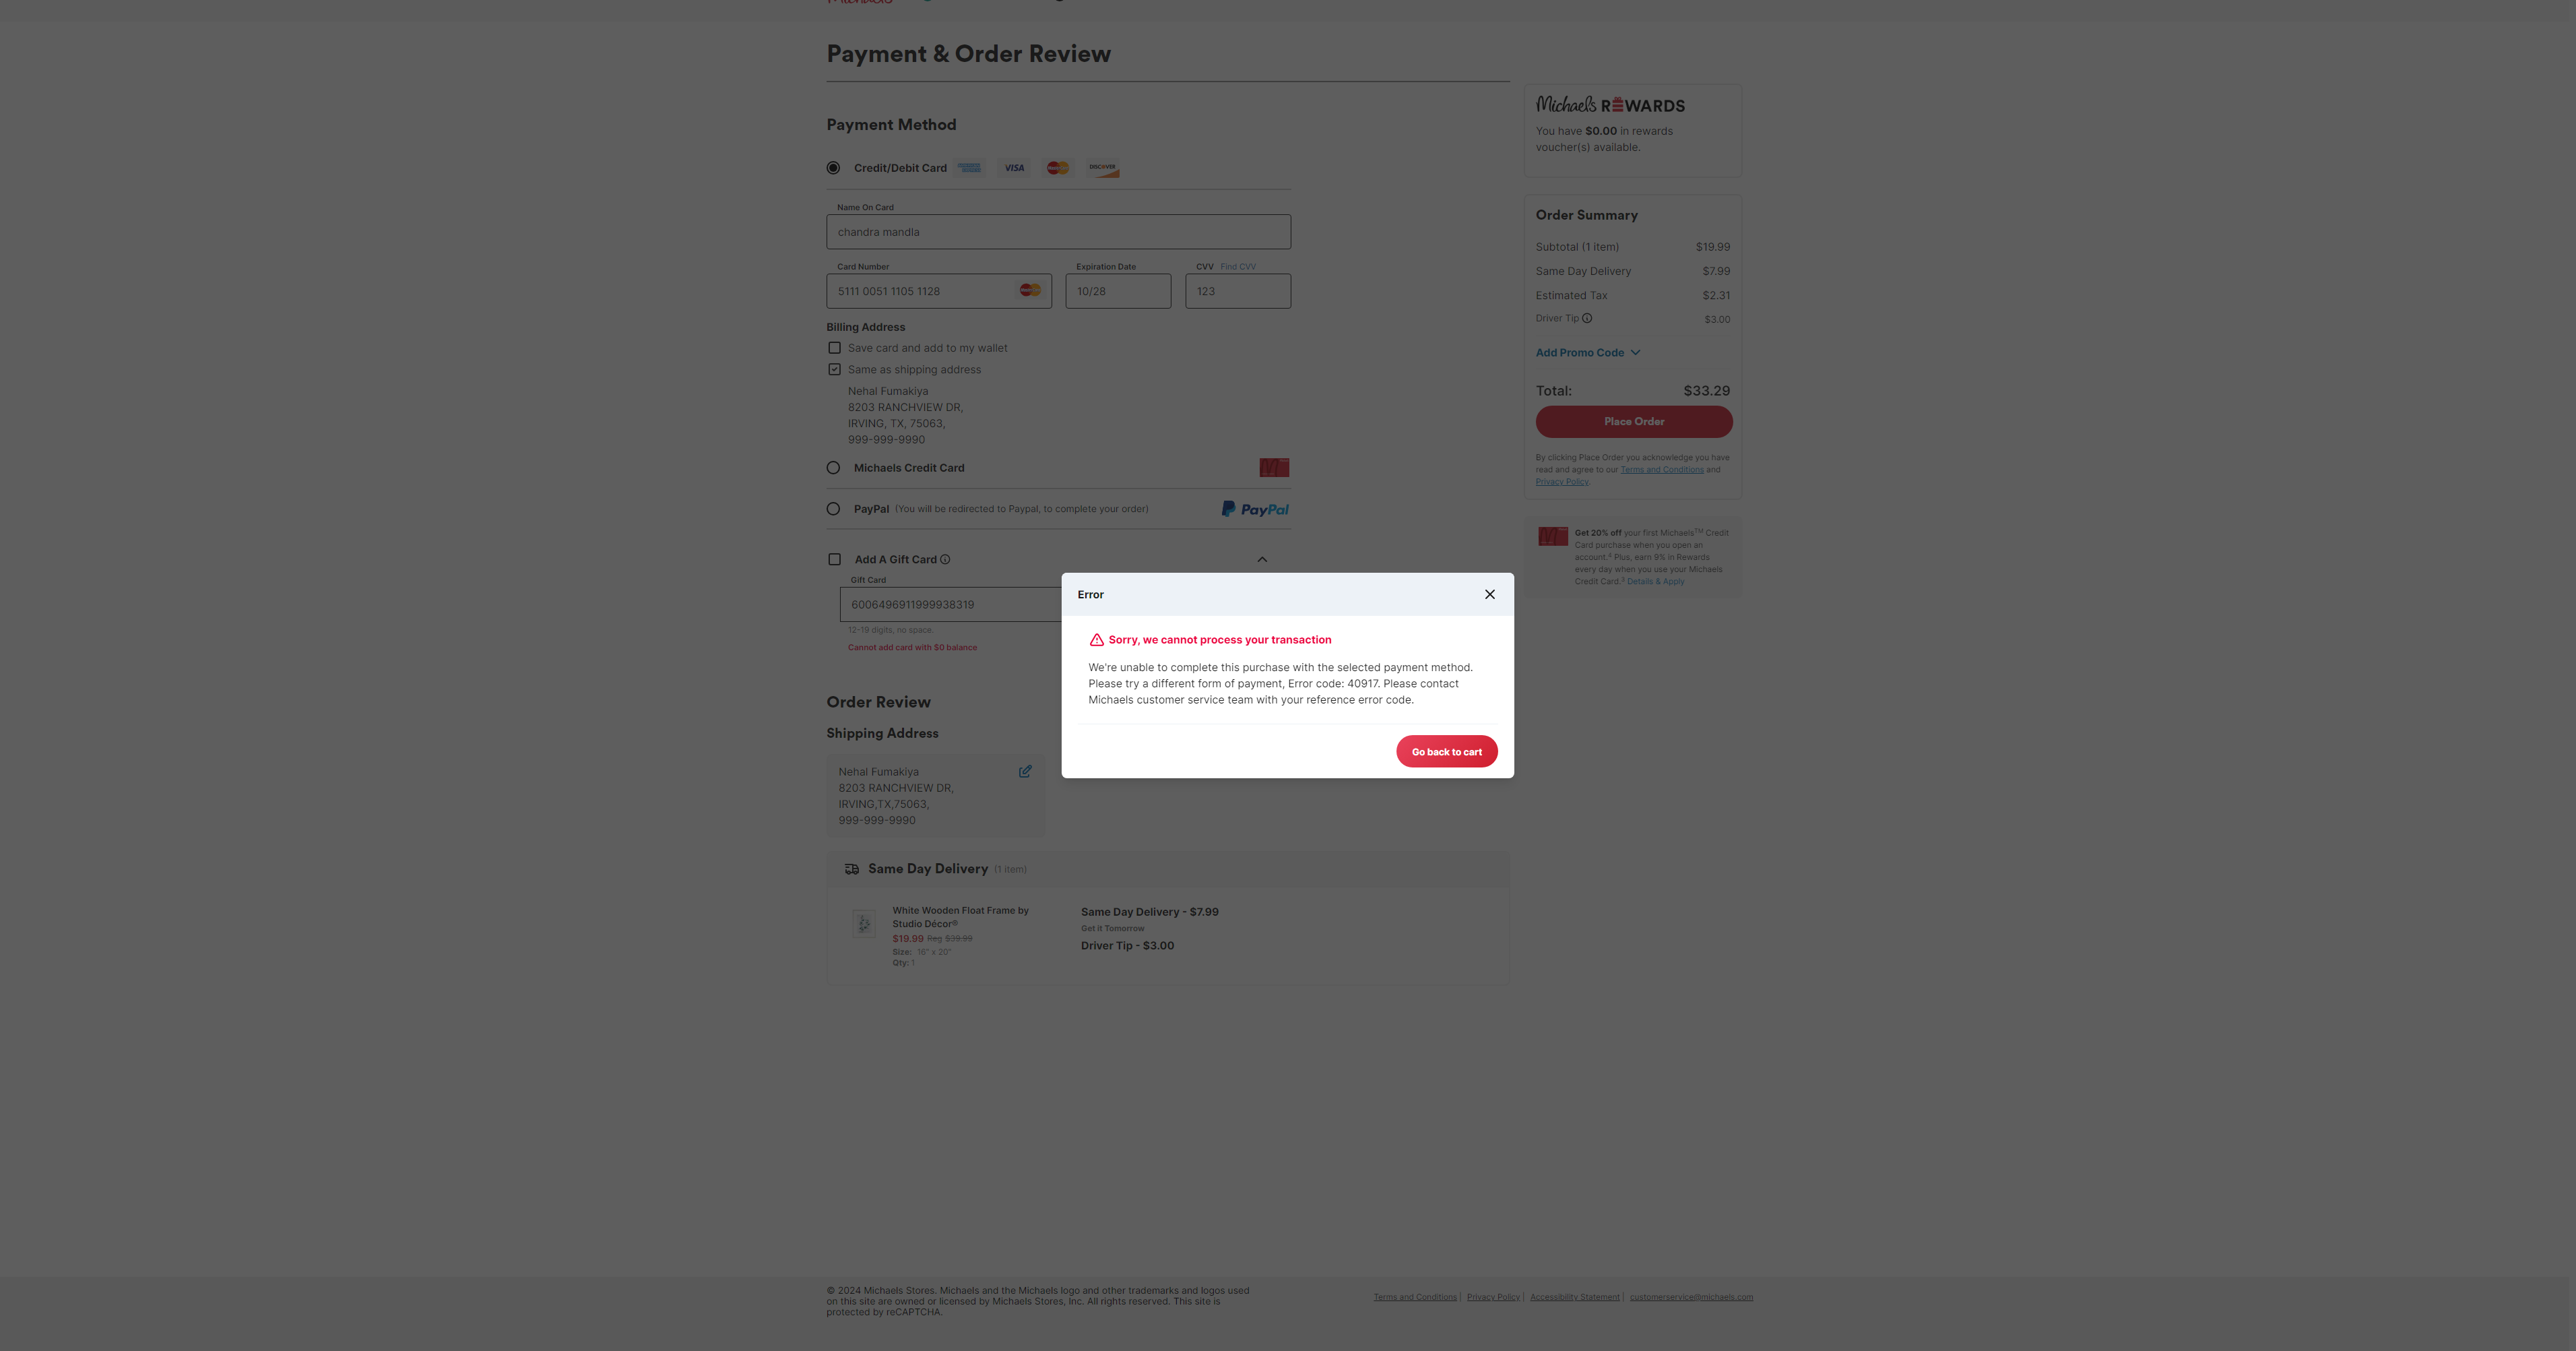 Michaels
Payment & Order Review
Payment Method
Credit/Debit Card VISA DISCOVER
Name On Card
chandra mandla
Card Number Expiration Date CVV Find CVV
5111 0051 1105 1128 10/28 123
Billing Address
Save card and add to my wallet
Same as shipping address
Nehal Fumakiya
8203 RANCHVIEW DR,
IRVING, TX, 75063,
999-999-9990
Michaels Credit Card
PayPal (You will be redirected to Paypal, to complete your order) PayPal
Add A Gift Card
Gift Card
6006496911999938319
12-19 digits, no space.
Cannot add card with $0 balance
Order Review
Shipping Address
Nehal Fumakiya
8203 RANCHVIEW DR,
IRVING,TX,75063,
999-999-9990
Same Day Delivery (1 item)
White Wooden Float Frame by
Studio Décor®
$19.99 Reg $39.99
Size: 16" x 20"
Qty: 1
Same Day Delivery - $7.99
Get it Tomorrow
Driver Tip - $3.00
Michaels REWARDS
You have $0.00 in rewards
voucher(s) available.
Order Summary
Subtotal (1 item) $19.99
Same Day Delivery $7.99
Estimated Tax $2.31
Driver Tip $3.00
Add Promo Code
Total: $33.29
Place Order
By clicking Place Order you acknowledge you have
read and agree to our Terms and Conditions and
Privacy Policy.
Get 20% off your first Michaels™ Credit
Card purchase when you open an
account.‡ Plus, earn 9% in Rewards
every day when you use your Michaels
Credit Card.‡ Details & Apply
Error
Sorry, we cannot process your transaction
We're unable to complete this purchase with the selected payment method.
Please try a different form of payment, Error code: 40917. Please contact
Michaels customer service team with your reference error code.
Go back to cart
© 2024 Michaels Stores. Michaels and the Michaels logo and other trademarks and logos used
on this site are owned or licensed by Michaels Stores, Inc. All rights reserved. This site is
protected by reCAPTCHA.
Terms and Conditions | Privacy Policy | Accessibility Statement | customerservice@michaels.com